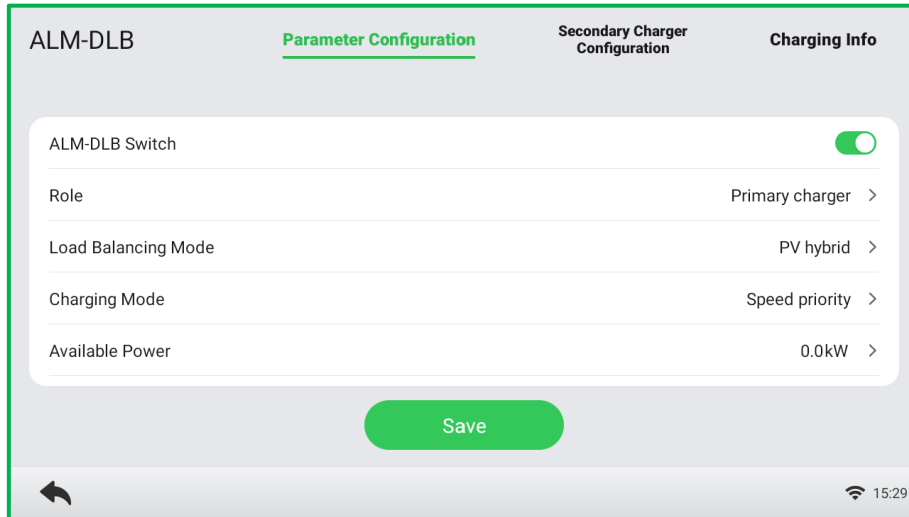 ALM-DLB
Parameter Configuration
Secondary Charger
Configuration
Charging Info
ALM-DLB Switch
Role
Primary charger
Load Balancing Mode
PV hybrid
Charging Mode
Speed priority
Available Power
0.0kW
Save
15:29